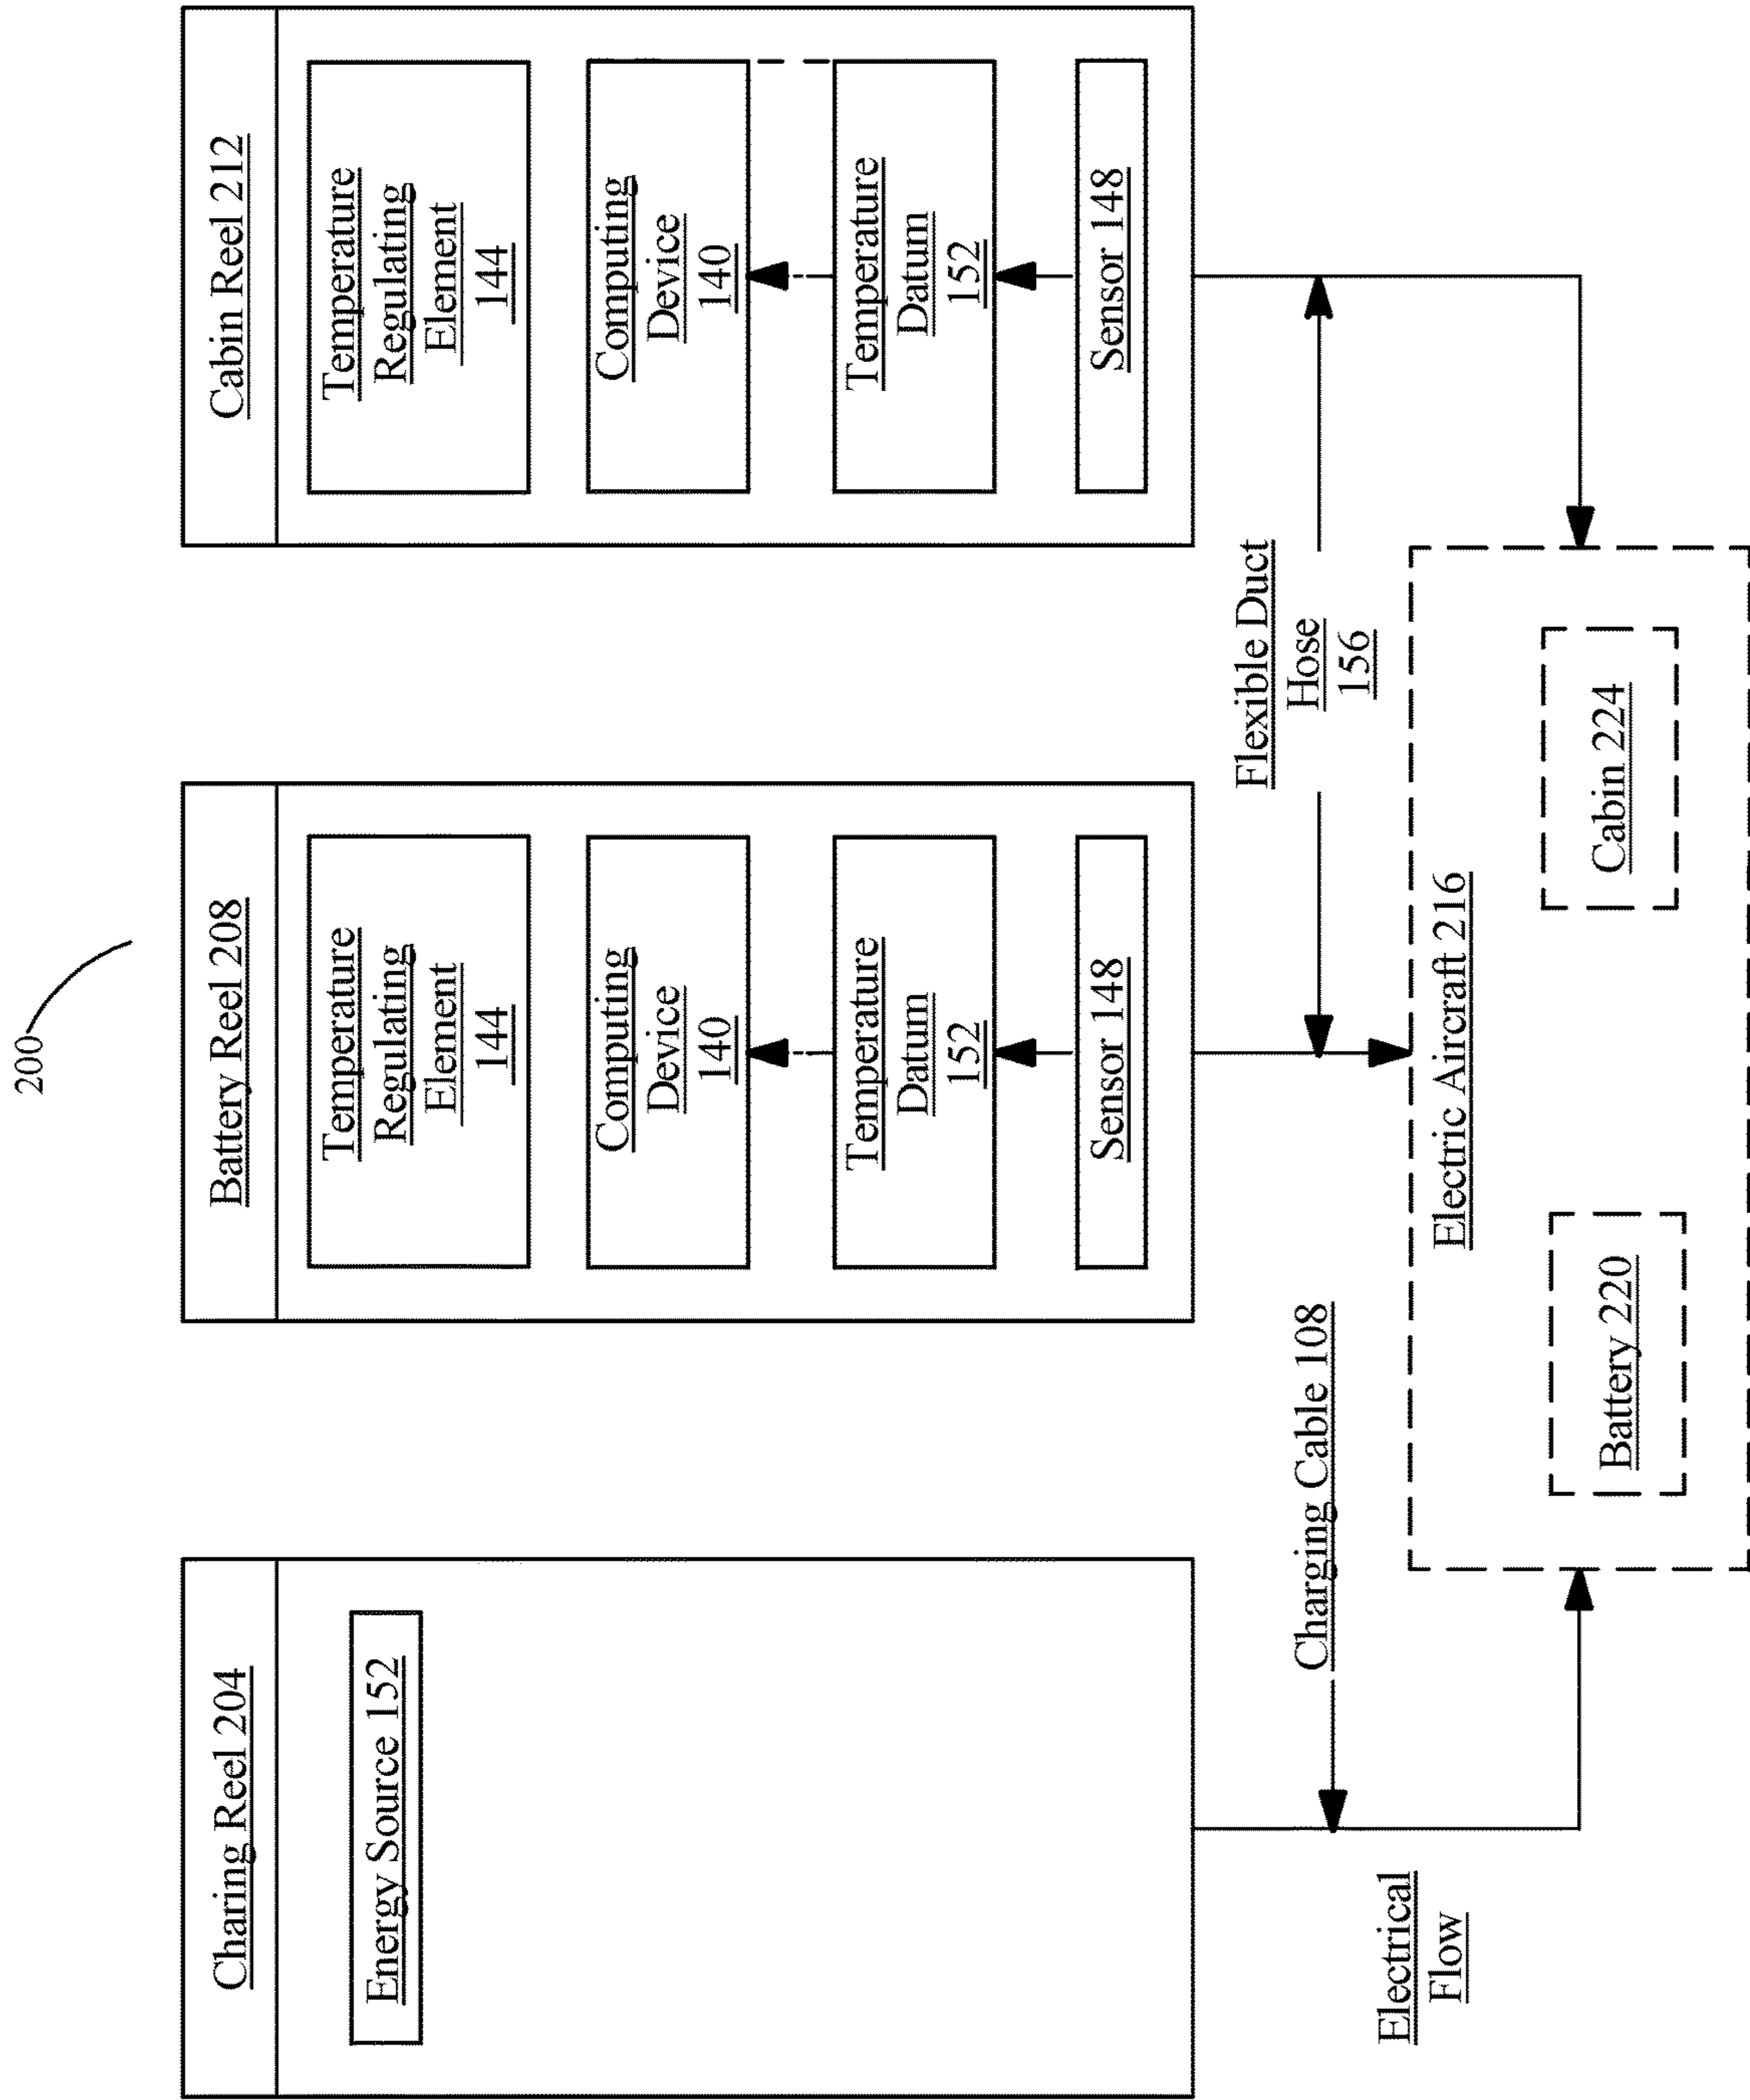 200
Charing Reel 204
Energy Source 152
Battery Reel 208
Temperature
Regulating
Element
144
Computing
Device
140
Temperature
Datum
152
Sensor 148
Cabin Reel 212
Temperature
Regulating
Element
144
Computing
Device
140
Temperature
Datum
152
Sensor 148
Charging Cable 108
Flexible Duct
Hose
156
Electrical
Flow
Electric Aircraft 216
Battery 220
Cabin 224